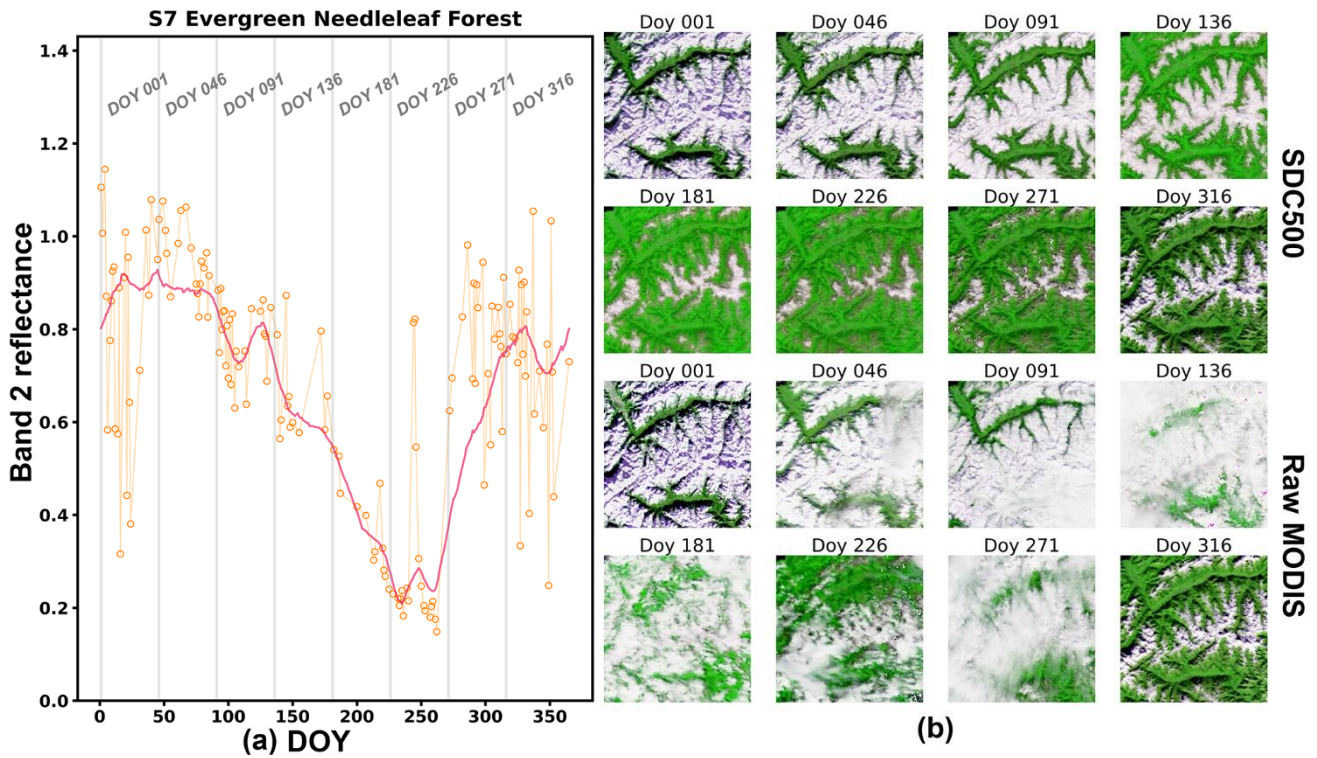 S7 Evergreen Needleleaf Forest
1.4
1.2
1.0
0.8
0.6
0.4
0.2
0.0
Band 2 reflectance
DOY 001
DOY 046
DOY 091
DOY 136
DOY 181
DOY 226
DOY 271
DOY 316
0 50 100 150 200 250 300 350
(a) DOY
Doy 001 Doy 046 Doy 091 Doy 136
Doy 181 Doy 226 Doy 271 Doy 316
SDC500
Doy 001 Doy 046 Doy 091 Doy 136
Doy 181 Doy 226 Doy 271 Doy 316
Raw MODIS
(b)